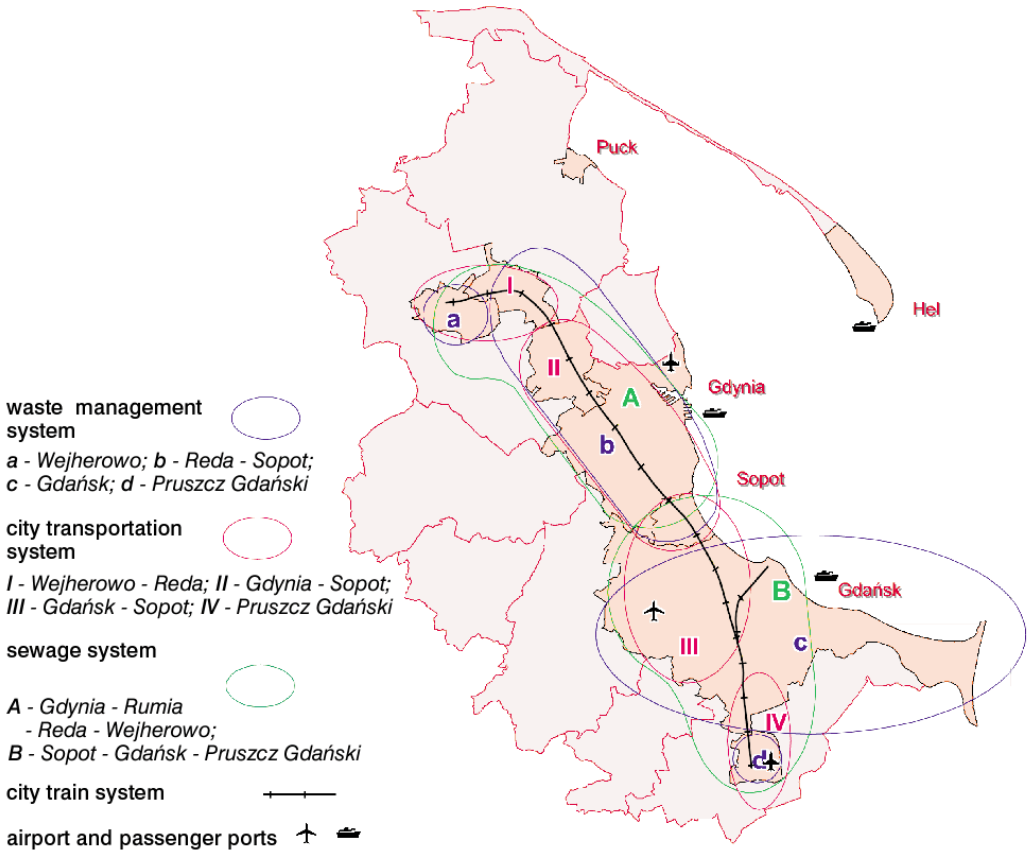 Puck
Hel
I
a
II
Gdynia
A
b
Sopot
Gdańsk
B
III
c
IV
d
waste management
system
a - Wejherowo; b - Reda - Sopot;
c - Gdańsk; d - Pruszcz Gdański
city transportation
system
I - Wejherowo - Reda; II - Gdynia - Sopot;
III - Gdańsk - Sopot; IV - Pruszcz Gdański
sewage system
A - Gdynia - Rumia
- Reda - Wejherowo;
B - Sopot - Gdańsk - Pruszcz Gdański
city train system
airport and passenger ports